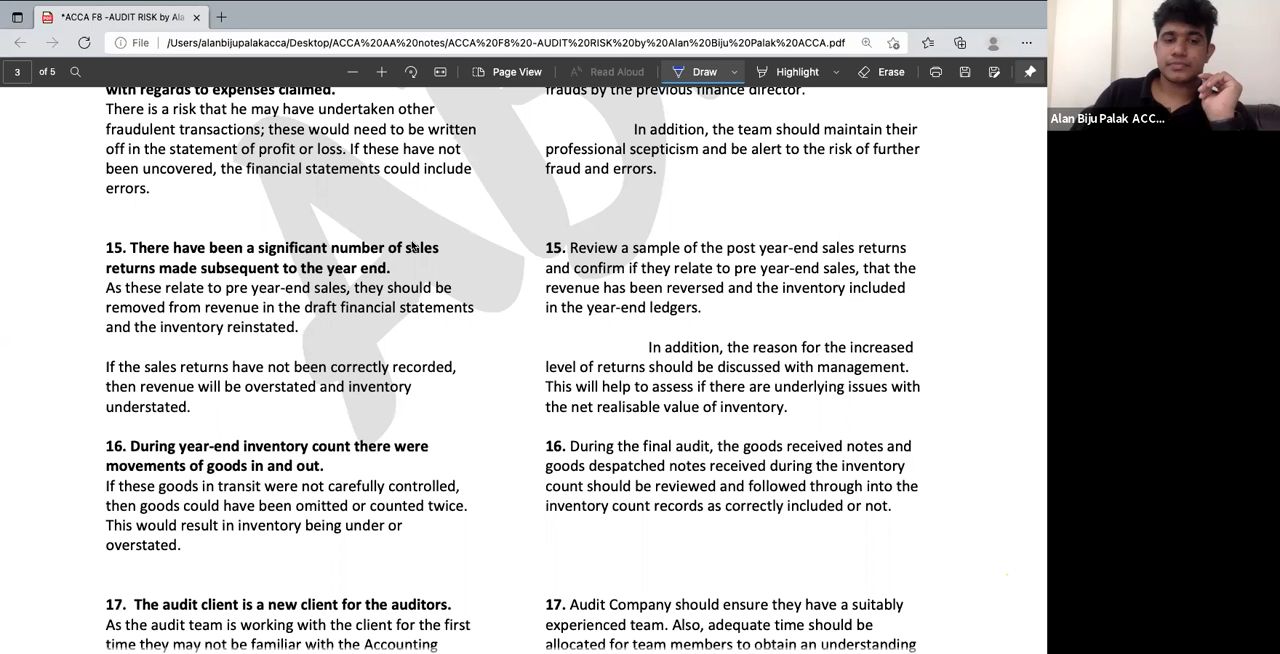 *ACCA F8 -AUDIT RISK by Ala
File
/Users/alanbijupalakacca/Desktop/ACCA%20AA%20notes/ACCA%20F8%20-AUDIT%20RISK%20by%20Alan%20Biju%20Palak%20ACCA.pdf
3 of 5
Page View
Read Aloud
Draw
Highlight
Erase
Alan Biju Palak ACC...
with regards to expenses claimed.
There is a risk that he may have undertaken other
fraudulent transactions; these would need to be written
off in the statement of profit or loss. If these have not
been uncovered, the financial statements could include
errors.
15. There have been a significant number of sales
returns made subsequent to the year end.
As these relate to pre year-end sales, they should be
removed from revenue in the draft financial statements
and the inventory reinstated.
If the sales returns have not been correctly recorded,
then revenue will be overstated and inventory
understated.
16. During year-end inventory count there were
movements of goods in and out.
If these goods in transit were not carefully controlled,
then goods could have been omitted or counted twice.
This would result in inventory being under or
overstated.
17. The audit client is a new client for the auditors.
As the audit team is working with the client for the first
time they may not be familiar with the Accounting
frauds by the previous finance director.
In addition, the team should maintain their
professional scepticism and be alert to the risk of further
fraud and errors.
15. Review a sample of the post year-end sales returns
and confirm if they relate to pre year-end sales, that the
revenue has been reversed and the inventory included
in the year-end ledgers.
In addition, the reason for the increased
level of returns should be discussed with management.
This will help to assess if there are underlying issues with
the net realisable value of inventory.
16. During the final audit, the goods received notes and
goods despatched notes received during the inventory
count should be reviewed and followed through into the
inventory count records as correctly included or not.
17. Audit Company should ensure they have a suitably
experienced team. Also, adequate time should be
allocated for team members to obtain an understanding